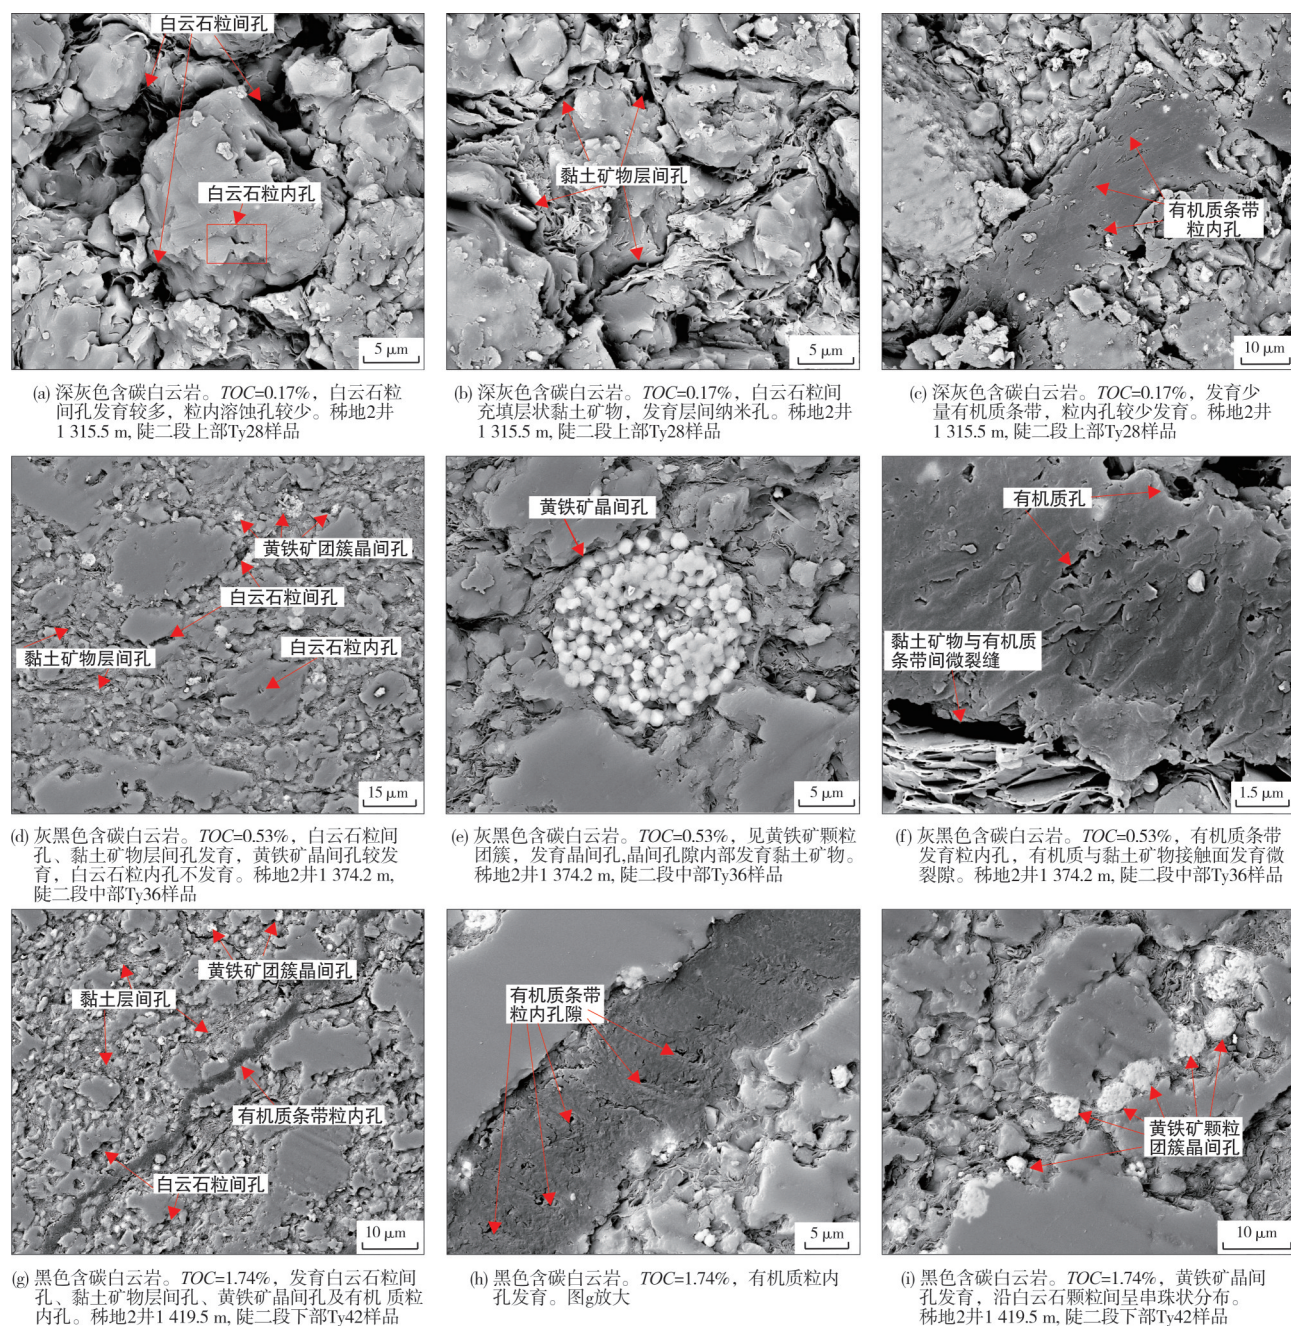 白云石粒间孔
白云石粒内孔
5 μm
黏土矿物层间孔
5 μm
有机质条带
粒内孔
10 μm
(a) 深灰色含碳白云岩。TOC=0.17%，白云石粒
间孔发育较多，粒内溶蚀孔较少。秭地2井
1 315.5 m, 陡二段上部Ty28样品
(b) 深灰色含碳白云岩。TOC=0.17%，白云石粒间
充填层状黏土矿物，发育层间纳米孔。秭地2井
1 315.5 m, 陡二段上部Ty28样品
(c) 深灰色含碳白云岩。TOC=0.17%，发育少
量有机质条带，粒内孔较少发育。秭地2井
1 315.5 m, 陡二段上部Ty28样品
黄铁矿团簇晶间孔
白云石粒间孔
黏土矿物层间孔
白云石粒内孔
15 μm
黄铁矿晶间孔
5 μm
有机质孔
黏土矿物与有机质
条带间微裂缝
1.5 μm
(d) 灰黑色含碳白云岩。TOC=0.53%，白云石粒间
孔、黏土矿物层间孔发育，黄铁矿晶间孔较发
育，白云石粒内孔不发育。秭地2井1 374.2 m,
陡二段中部Ty36样品
(e) 灰黑色含碳白云岩。TOC=0.53%，见黄铁矿颗粒
团簇，发育晶间孔,晶间孔隙内部发育黏土矿物。
秭地2井1 374.2 m, 陡二段中部Ty36样品
(f) 灰黑色含碳白云岩。TOC=0.53%，有机质条带
发育粒内孔，有机质与黏土矿物接触面发育微
裂隙。秭地2井1 374.2 m, 陡二段中部Ty36样品
黄铁矿团簇晶间孔
黏土层间孔
有机质条带粒内孔
白云石粒间孔
10 μm
有机质条带
粒内孔隙
5 μm
黄铁矿颗粒
团簇晶间孔
10 μm
(g) 黑色含碳白云岩。TOC=1.74%，发育白云石粒间
孔、黏土矿物层间孔、黄铁矿晶间孔及有机 质粒
内孔。秭地2井1 419.5 m, 陡二段下部Ty42样品
(h) 黑色含碳白云岩。TOC=1.74%，有机质粒内
孔发育。图g放大
(i) 黑色含碳白云岩。TOC=1.74%，黄铁矿晶间
孔发育，沿白云石颗粒间呈串珠状分布。
秭地2井1 419.5 m, 陡二段下部Ty42样品